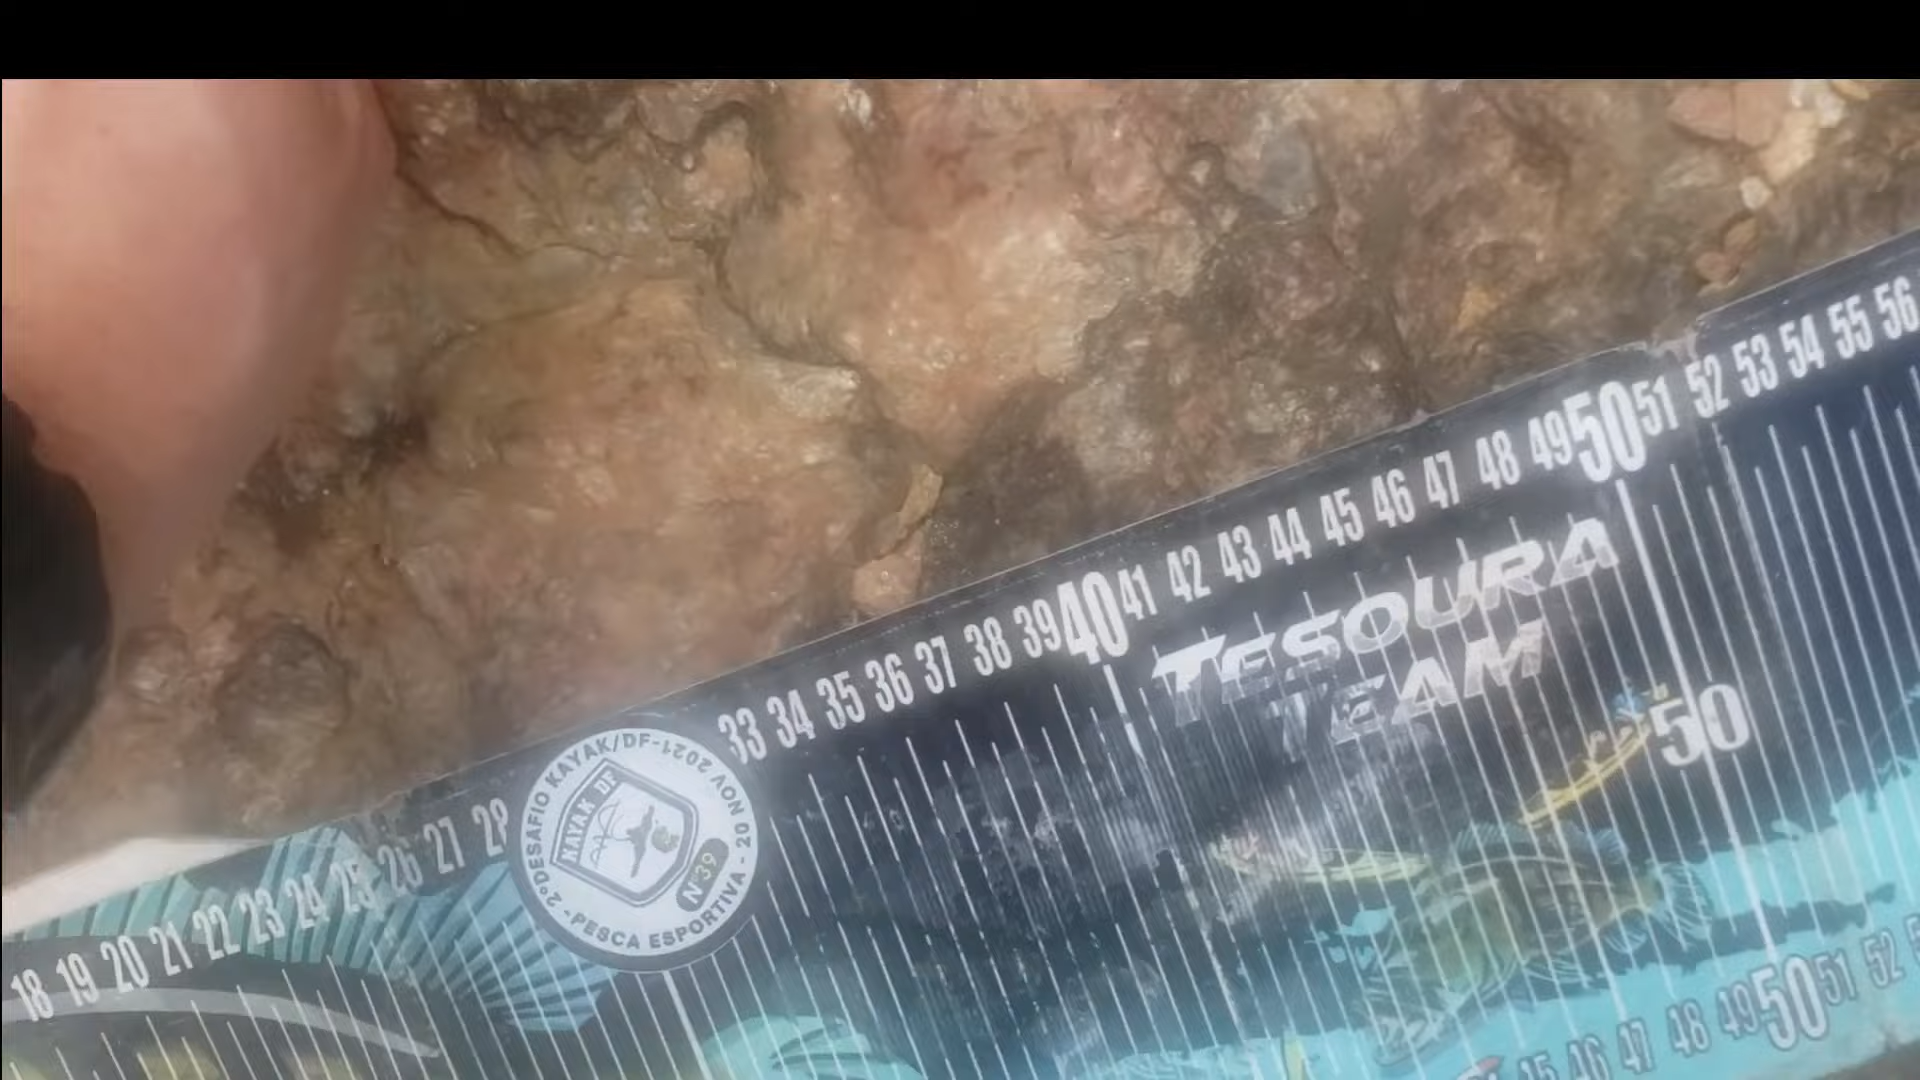 18 19 20 21 22 23 24 25 26 27 28
33 34 35 36 37 38 39 40 41 42 43 44 45 46 47 48 49 50 51 52 53 54 55 56
2º DESAFIO KAYAK/DF-
20 NOV 2021
- PESCA ESPORTIVA -
KAYAK DF
Nº39
TESOURA
TEAM
50
45 46 47 48 49 50 51 52